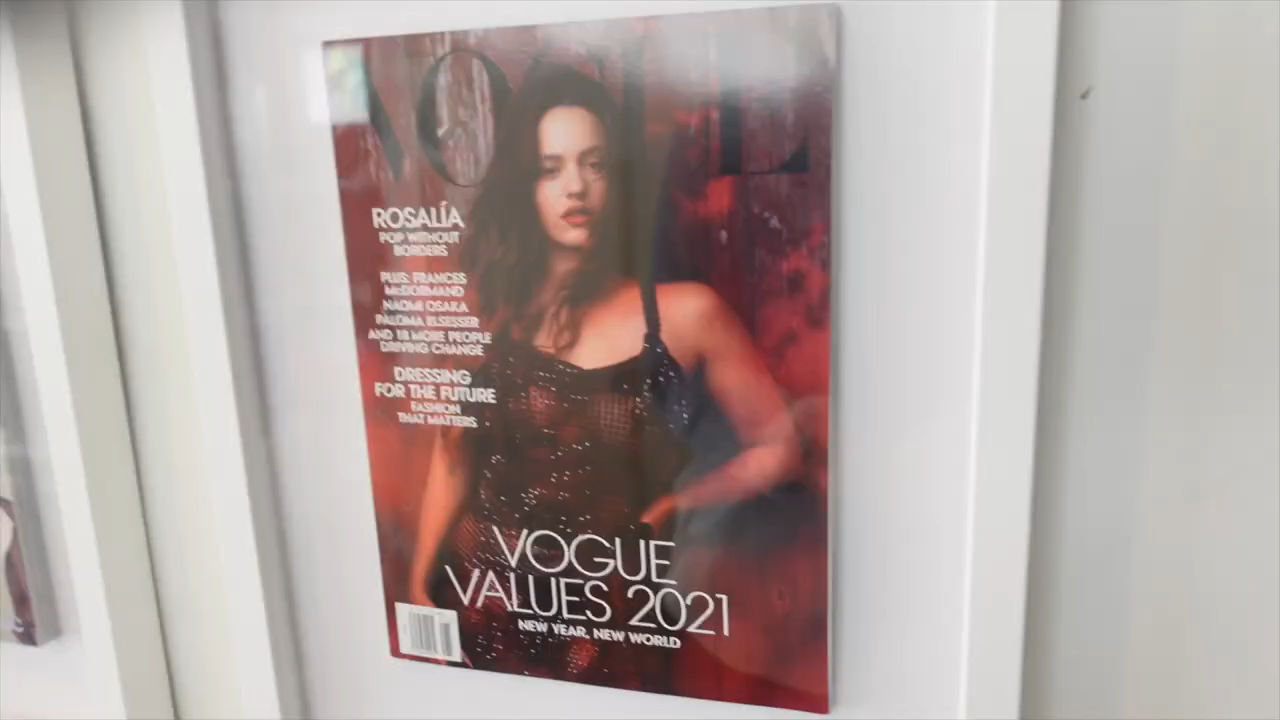 VOGUE
ROSALÍA
POP WITHOUT
BORDERS
PLUS: FRANCES
McDORMAND
NAOMI OSAKA
PALOMA ELSESSER
AND 18 MORE PEOPLE
DRIVING CHANGE
DRESSING
FOR THE FUTURE
FASHION
THAT MATTERS
VOGUE
VALUES 2021
NEW YEAR, NEW WORLD